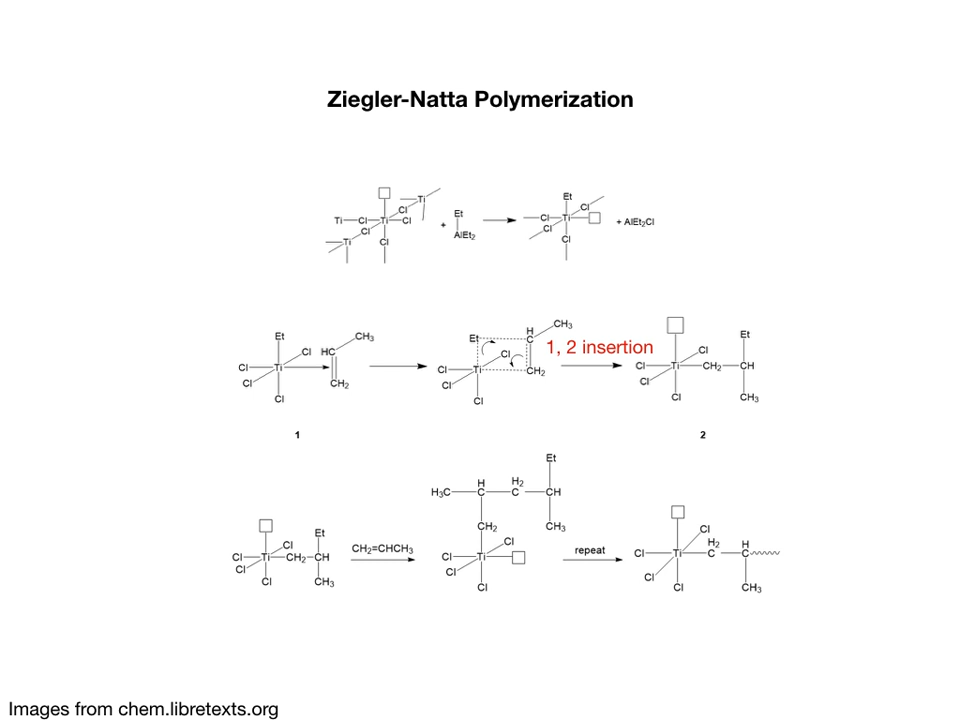 Ziegler-Natta Polymerization
Ti
Cl
Ti Cl Ti Cl + Et Et Cl
Cl AlEt₂ Cl Ti + AlEt₂Cl
Ti Cl Cl
Cl
Et CH₃ Et H CH₃ Et
Cl HC Cl C 1, 2 insertion Cl
Cl Ti Cl Ti CH₂ Cl Ti CH₂ CH
Cl CH₂ Cl Cl
Cl Cl Cl CH₃
1 2
Et
H₃C H C H₂ C CH
CH₂ CH₃
Et Cl Cl
Cl Cl Ti CH₂ CH CH₂=CHCH₃ Cl Ti repeat Cl Ti H₂ C H C
Cl Cl Cl
Cl CH₃ Cl Cl CH₃
Images from chem.libretexts.org